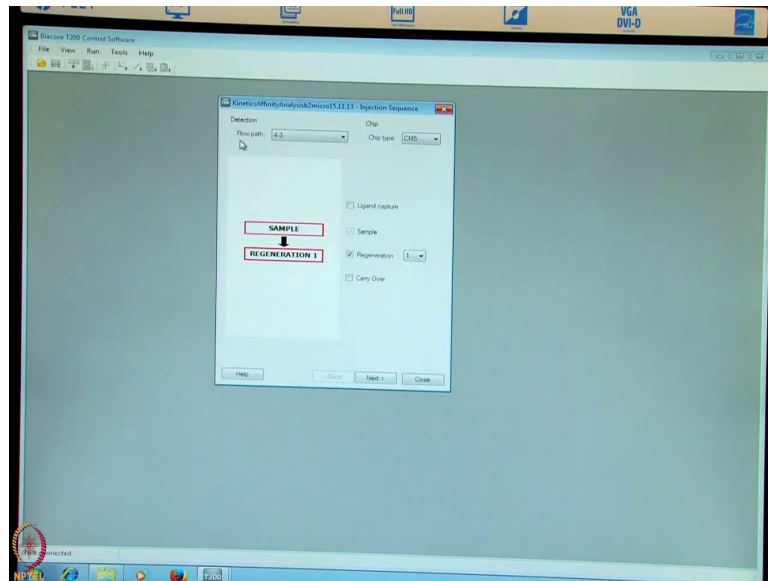 Full HD
VGA
DVI-D
Biacore T200 Control Software
File View Run Tools Help
KineticsAffinityAnalysisb2micro15.11.13 - Injection Sequence
Detection
Flow path: 4-3
Chip
Chip type: CM5
Ligand capture
SAMPLE
Sample
REGENERATION 1
Regeneration 1
Carry Over
Help
< Back
Next >
Close
connected
NPTEL
T200